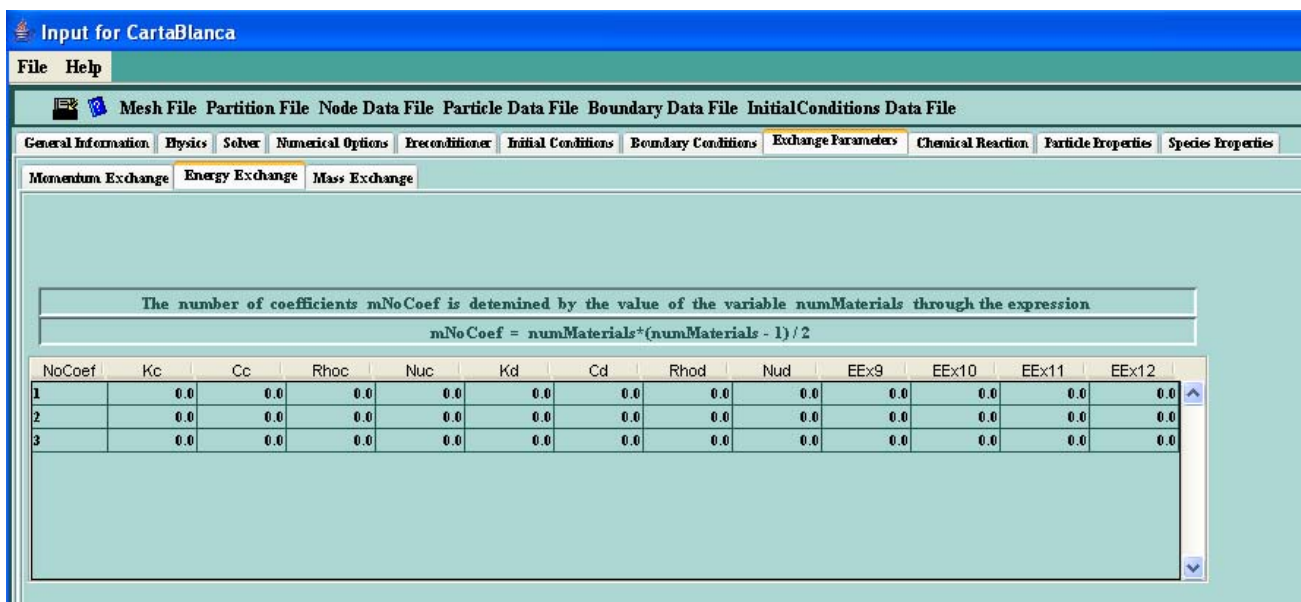 Input for CartaBlanca
File Help
Mesh File Partition File Node Data File Particle Data File Boundary Data File InitialConditions Data File
General Information Physics Solver Numerical Options Preconditioner Initial Conditions Boundary Conditions Exchange Parameters Chemical Reaction Particle Properties Species Properties
Momentum Exchange Energy Exchange Mass Exchange
The number of coefficients mNoCoef is detemined by the value of the variable numMaterials through the expression
mNoCoef = numMaterials*(numMaterials - 1) / 2
NoCoef Kc Cc Rhoc Nuc Kd Cd Rhod Nud EEx9 EEx10 EEx11 EEx12
1 0.0 0.0 0.0 0.0 0.0 0.0 0.0 0.0 0.0 0.0 0.0 0.0
2 0.0 0.0 0.0 0.0 0.0 0.0 0.0 0.0 0.0 0.0 0.0 0.0
3 0.0 0.0 0.0 0.0 0.0 0.0 0.0 0.0 0.0 0.0 0.0 0.0